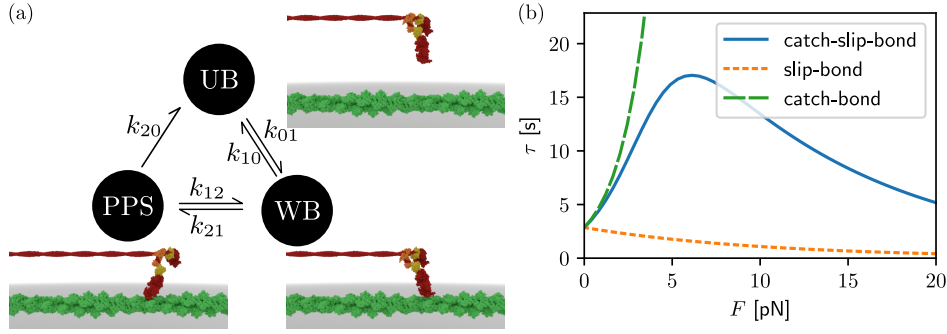 (a)
UB
k₂₀
k₀₁
k₁₀
PPS
k₁₂
k₂₁
WB
(b)
catch-slip-bond
slip-bond
catch-bond
τ [s]
20
15
10
5
0
0 5 10 15 20
F [pN]